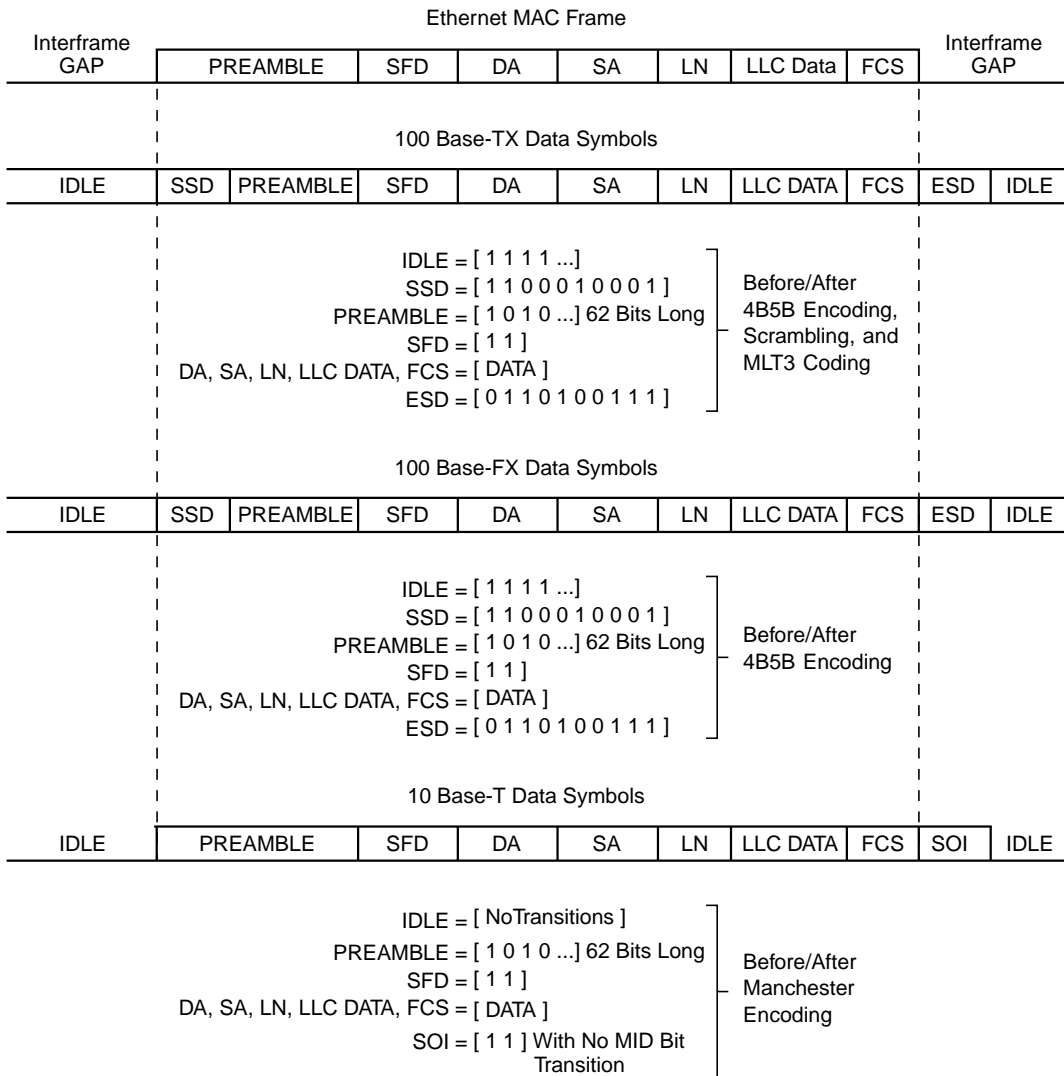 Ethernet MAC Frame
Interframe GAP
PREAMBLE SFD DA SA LN LLC Data FCS
Interframe GAP
100 Base-TX Data Symbols
IDLE SSD PREAMBLE SFD DA SA LN LLC DATA FCS ESD IDLE
IDLE = [ 1 1 1 1 ...]
SSD = [ 1 1 0 0 0 1 0 0 0 1 ]
PREAMBLE = [ 1 0 1 0 ...] 62 Bits Long
SFD = [ 1 1 ]
DA, SA, LN, LLC DATA, FCS = [ DATA ]
ESD = [ 0 1 1 0 1 0 0 1 1 1 ]
Before/After
4B5B Encoding,
Scrambling, and
MLT3 Coding
100 Base-FX Data Symbols
IDLE SSD PREAMBLE SFD DA SA LN LLC DATA FCS ESD IDLE
IDLE = [ 1 1 1 1 ...]
SSD = [ 1 1 0 0 0 1 0 0 0 1 ]
PREAMBLE = [ 1 0 1 0 ...] 62 Bits Long
SFD = [ 1 1 ]
DA, SA, LN, LLC DATA, FCS = [ DATA ]
ESD = [ 0 1 1 0 1 0 0 1 1 1 ]
Before/After
4B5B Encoding
10 Base-T Data Symbols
IDLE PREAMBLE SFD DA SA LN LLC DATA FCS SOI IDLE
IDLE = [ NoTransitions ]
PREAMBLE = [ 1 0 1 0 ...] 62 Bits Long
SFD = [ 1 1 ]
DA, SA, LN, LLC DATA, FCS = [ DATA ]
SOI = [ 1 1 ] With No MID Bit
Transition
Before/After
Manchester
Encoding